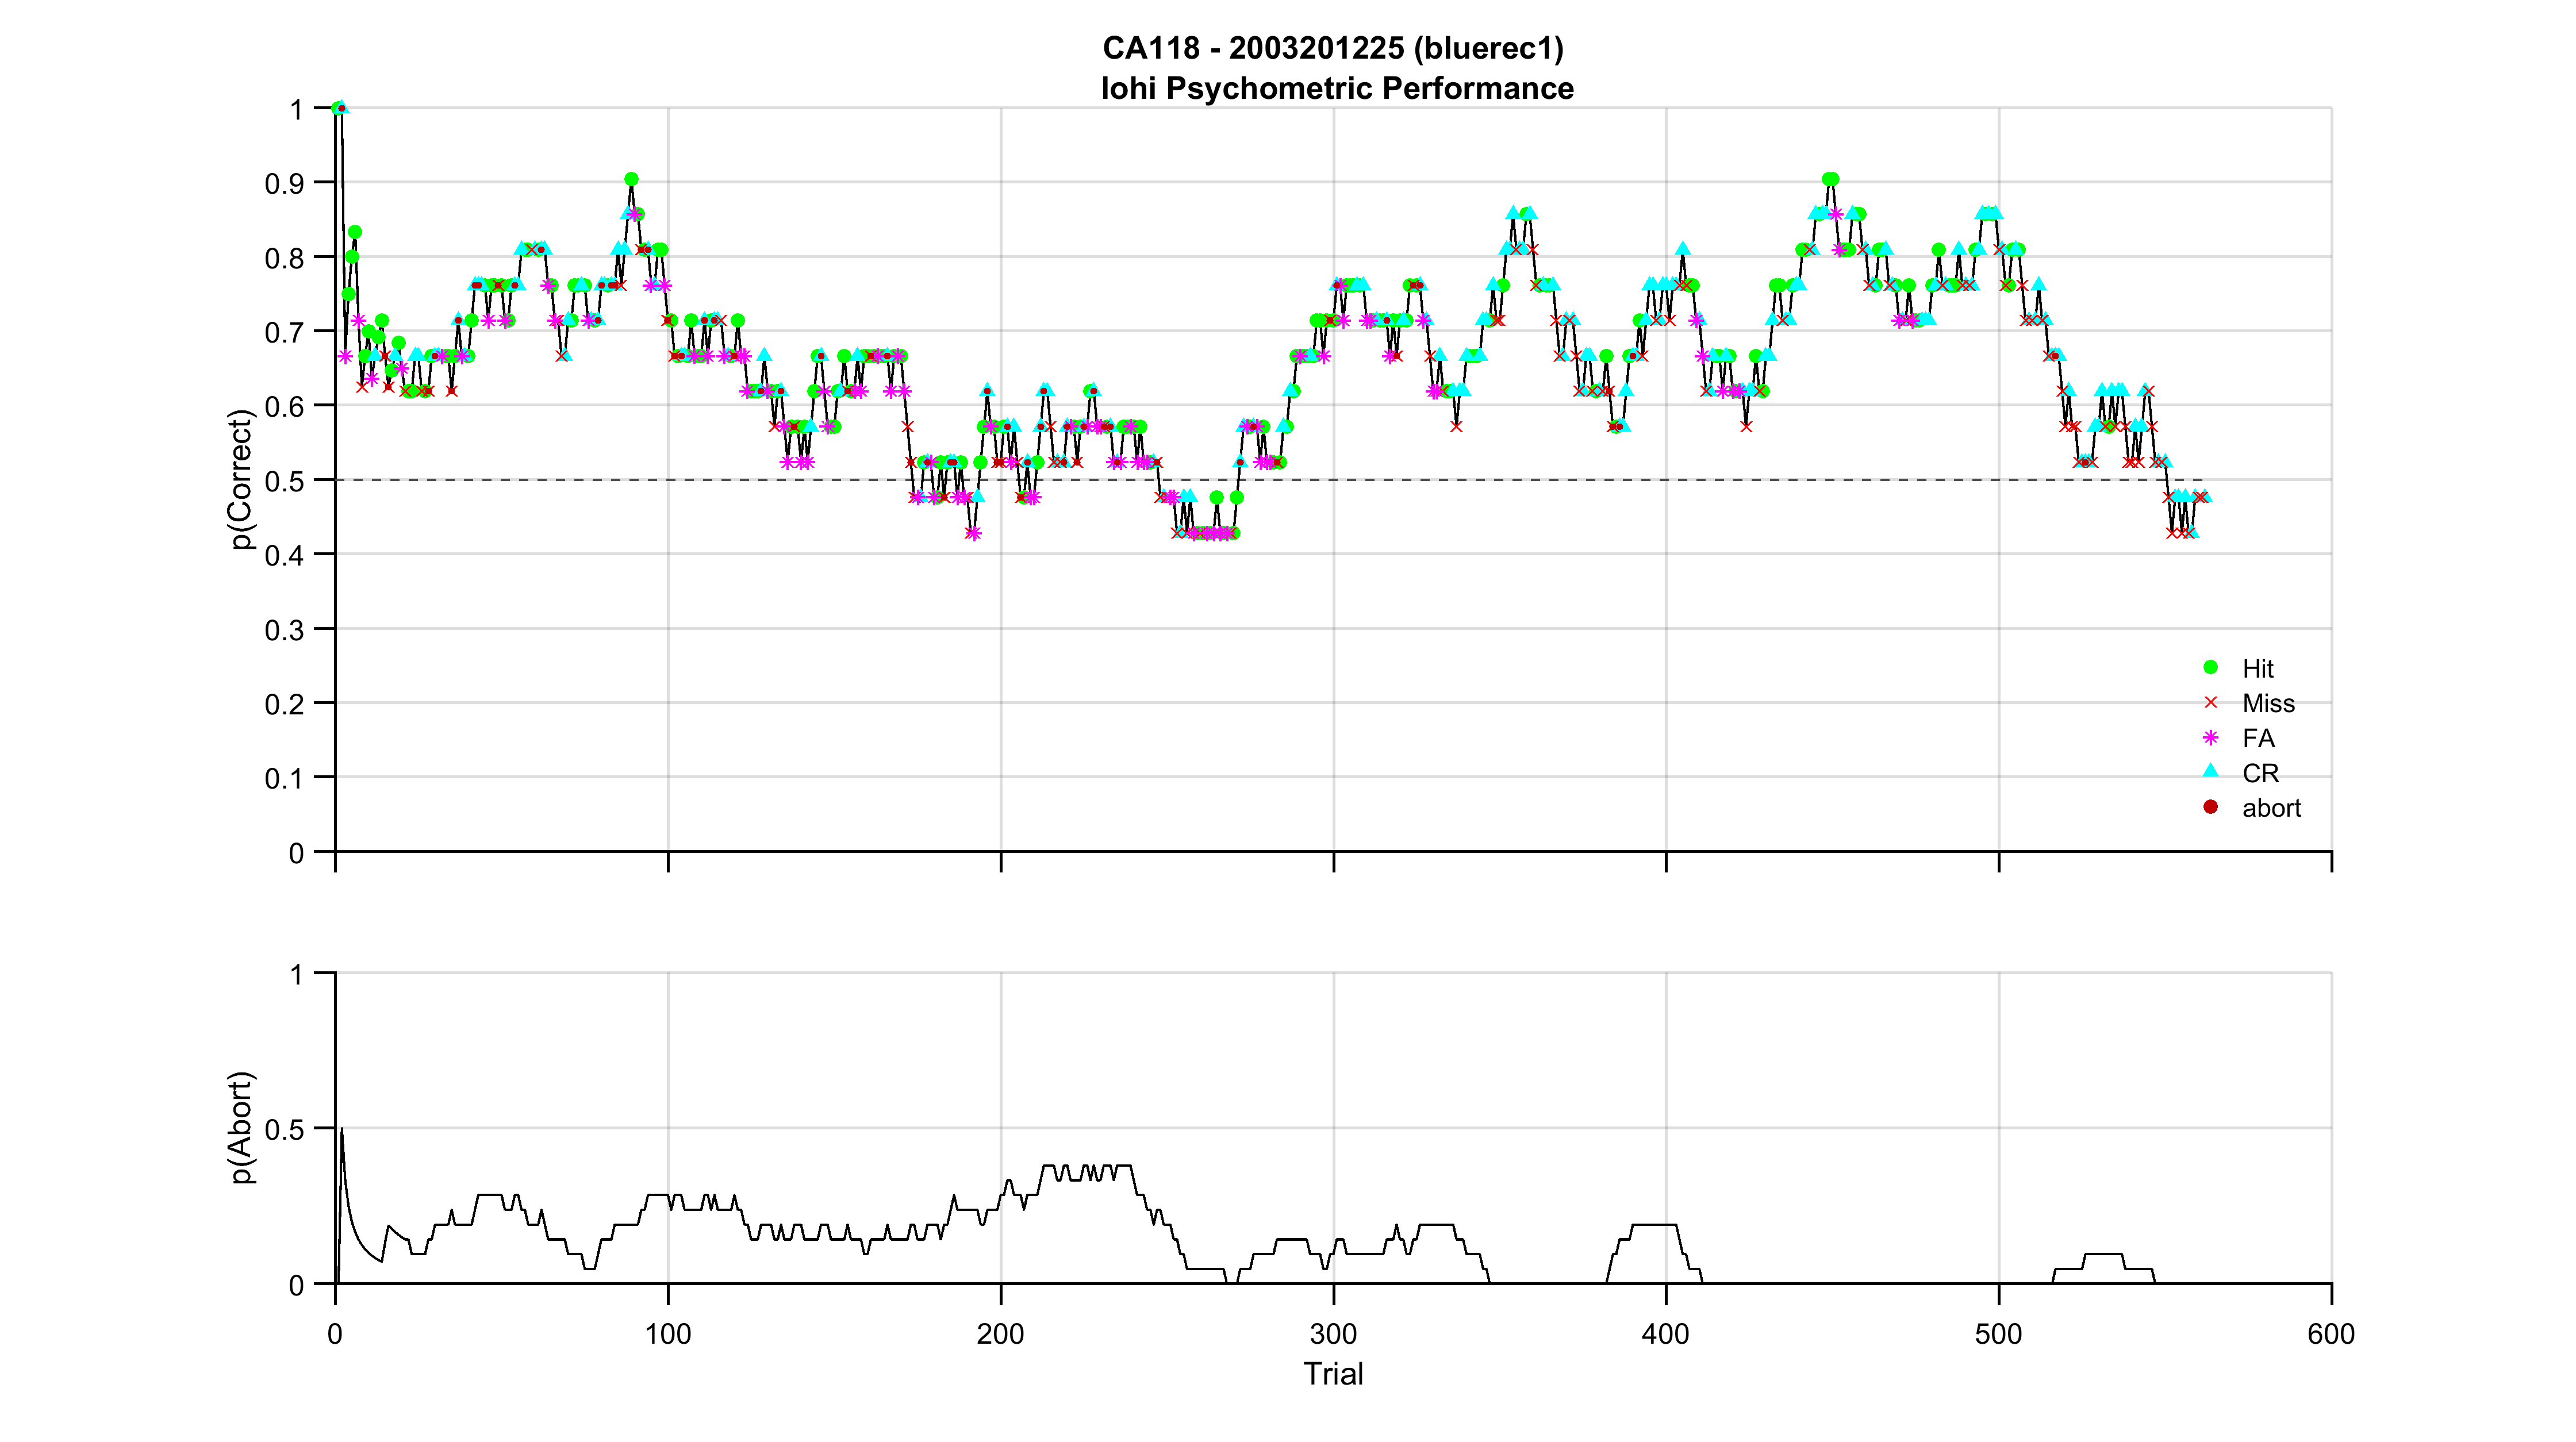 CA118 - 2003201225 (bluerec1)
lohi Psychometric Performance
1
0.9
0.8
0.7
0.6
0.5
0.4
0.3
0.2
0.1
0
p(Correct)
Hit
Miss
FA
CR
abort
1
0.5
0
p(Abort)
0 100 200 300 400 500 600
Trial